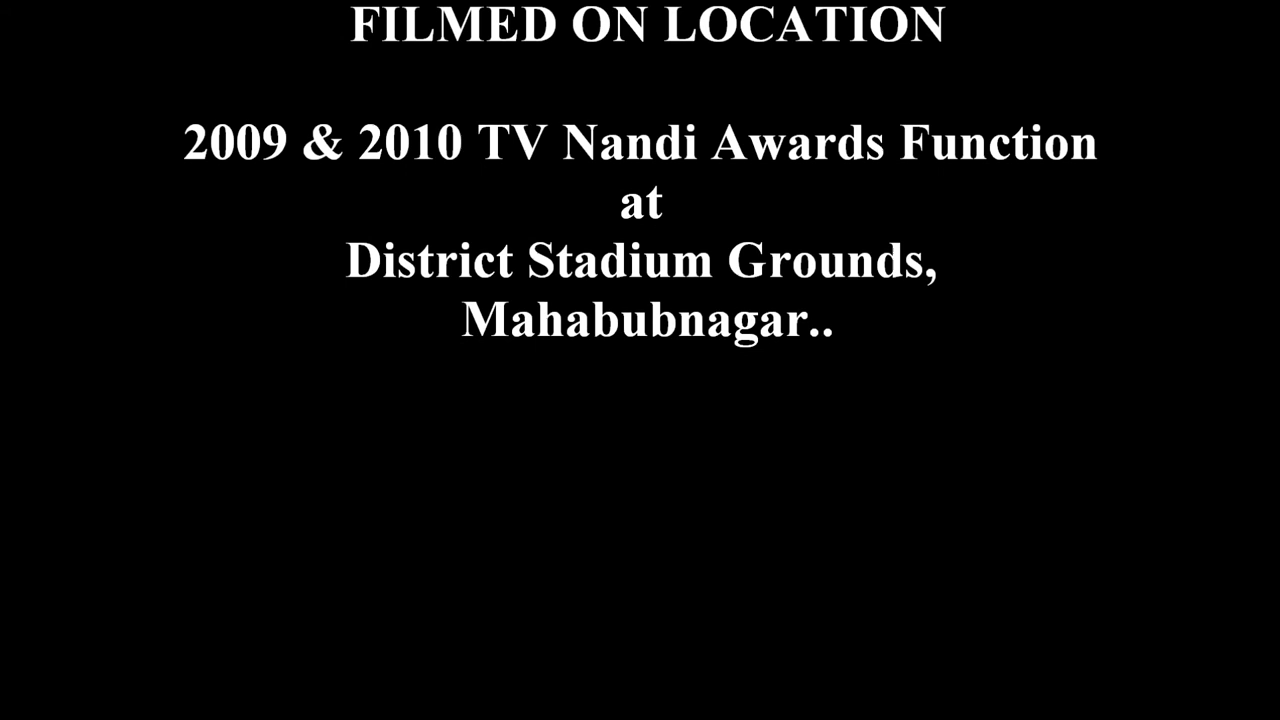 FILMED ON LOCATION
2009 & 2010 TV Nandi Awards Function
at
District Stadium Grounds,
Mahabubnagar..